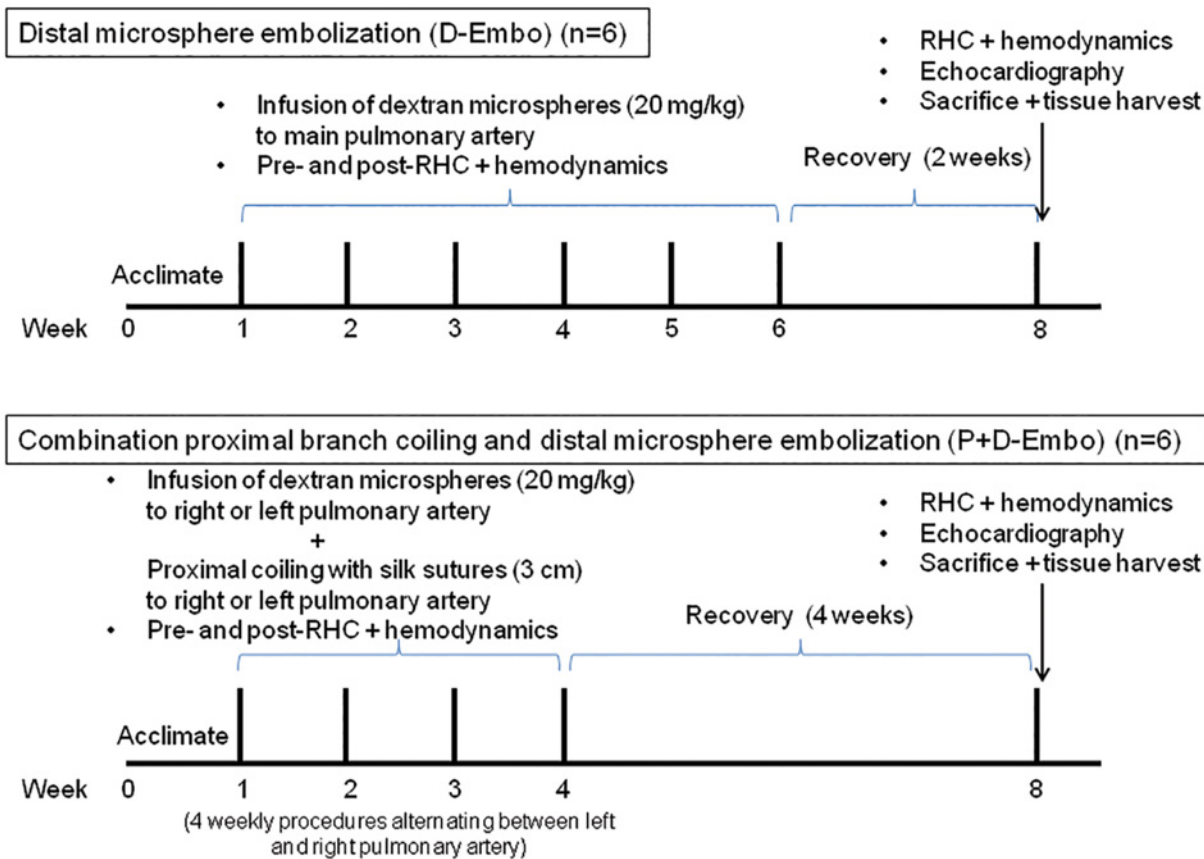 Distal microsphere embolization (D-Embo) (n=6)
• RHC + hemodynamics
• Echocardiography
• Sacrifice + tissue harvest
• Infusion of dextran microspheres (20 mg/kg)
to main pulmonary artery
• Pre- and post-RHC + hemodynamics
Recovery (2 weeks)
Acclimate
Week 0 1 2 3 4 5 6 8
Combination proximal branch coiling and distal microsphere embolization (P+D-Embo) (n=6)
• Infusion of dextran microspheres (20 mg/kg)
to right or left pulmonary artery
+
Proximal coiling with silk sutures (3 cm)
to right or left pulmonary artery
• Pre- and post-RHC + hemodynamics
• RHC + hemodynamics
• Echocardiography
• Sacrifice + tissue harvest
Recovery (4 weeks)
Acclimate
Week 0 1 2 3 4 8
(4 weekly procedures alternating between left
and right pulmonary artery)